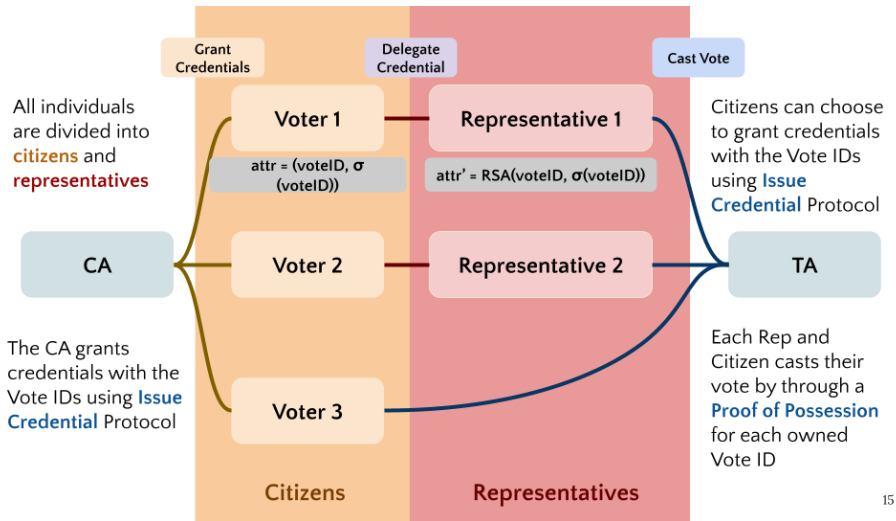 Grant
Credentials
Delegate
Credential
Cast Vote
All individuals
are divided into
citizens and
representatives
Voter 1
attr = (voteID, σ
(voteID))
Representative 1
attr' = RSA(voteID, σ(voteID))
Citizens can choose
to grant credentials
with the Vote IDs
using Issue
Credential Protocol
CA
Voter 2
Representative 2
TA
The CA grants
credentials with the
Vote IDs using Issue
Credential Protocol
Voter 3
Each Rep and
Citizen casts their
vote by through a
Proof of Possession
for each owned
Vote ID
Citizens
Representatives
15